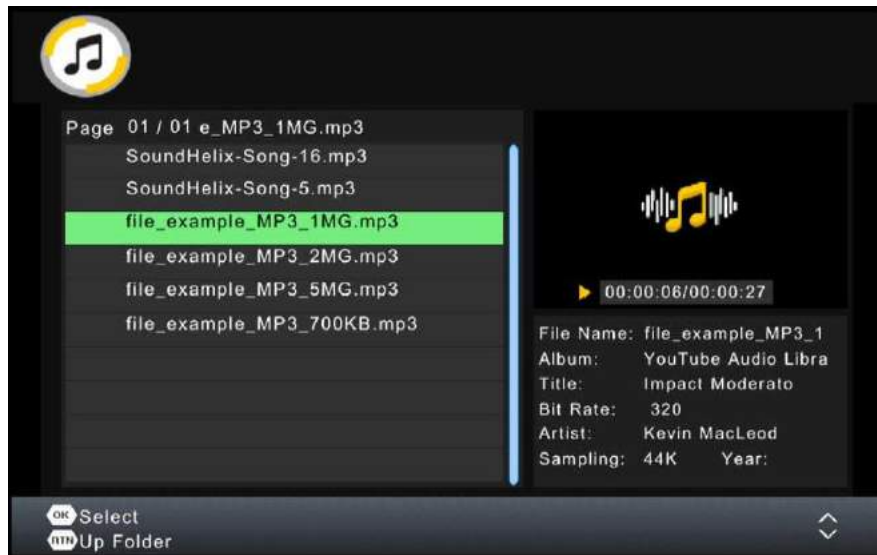 Page 01 / 01 e_MP3_1MG.mp3
SoundHelix-Song-16.mp3
SoundHelix-Song-5.mp3
file_example_MP3_1MG.mp3
file_example_MP3_2MG.mp3
file_example_MP3_5MG.mp3
file_example_MP3_700KB.mp3
00:00:06/00:00:27
File Name: file_example_MP3_1
Album: YouTube Audio Libra
Title: Impact Moderato
Bit Rate: 320
Artist: Kevin MacLeod
Sampling: 44K Year:
OK Select
RTN Up Folder